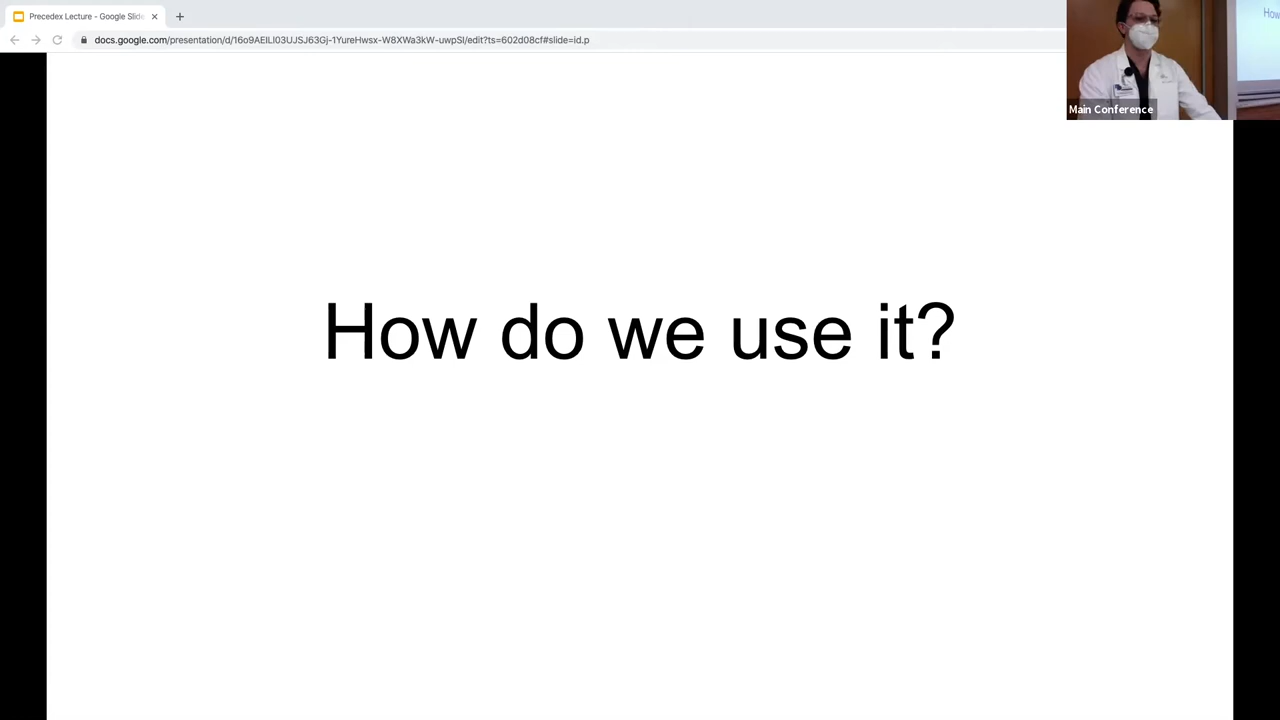 Precedex Lecture - Google Slide
How
docs.google.com/presentation/d/16o9AEILI03UJSJ63Gj-1YureHwsx-W8XWa3kW-uwpSI/edit?ts=602d08cf#slide=id.p
Main Conference
How do we use it?